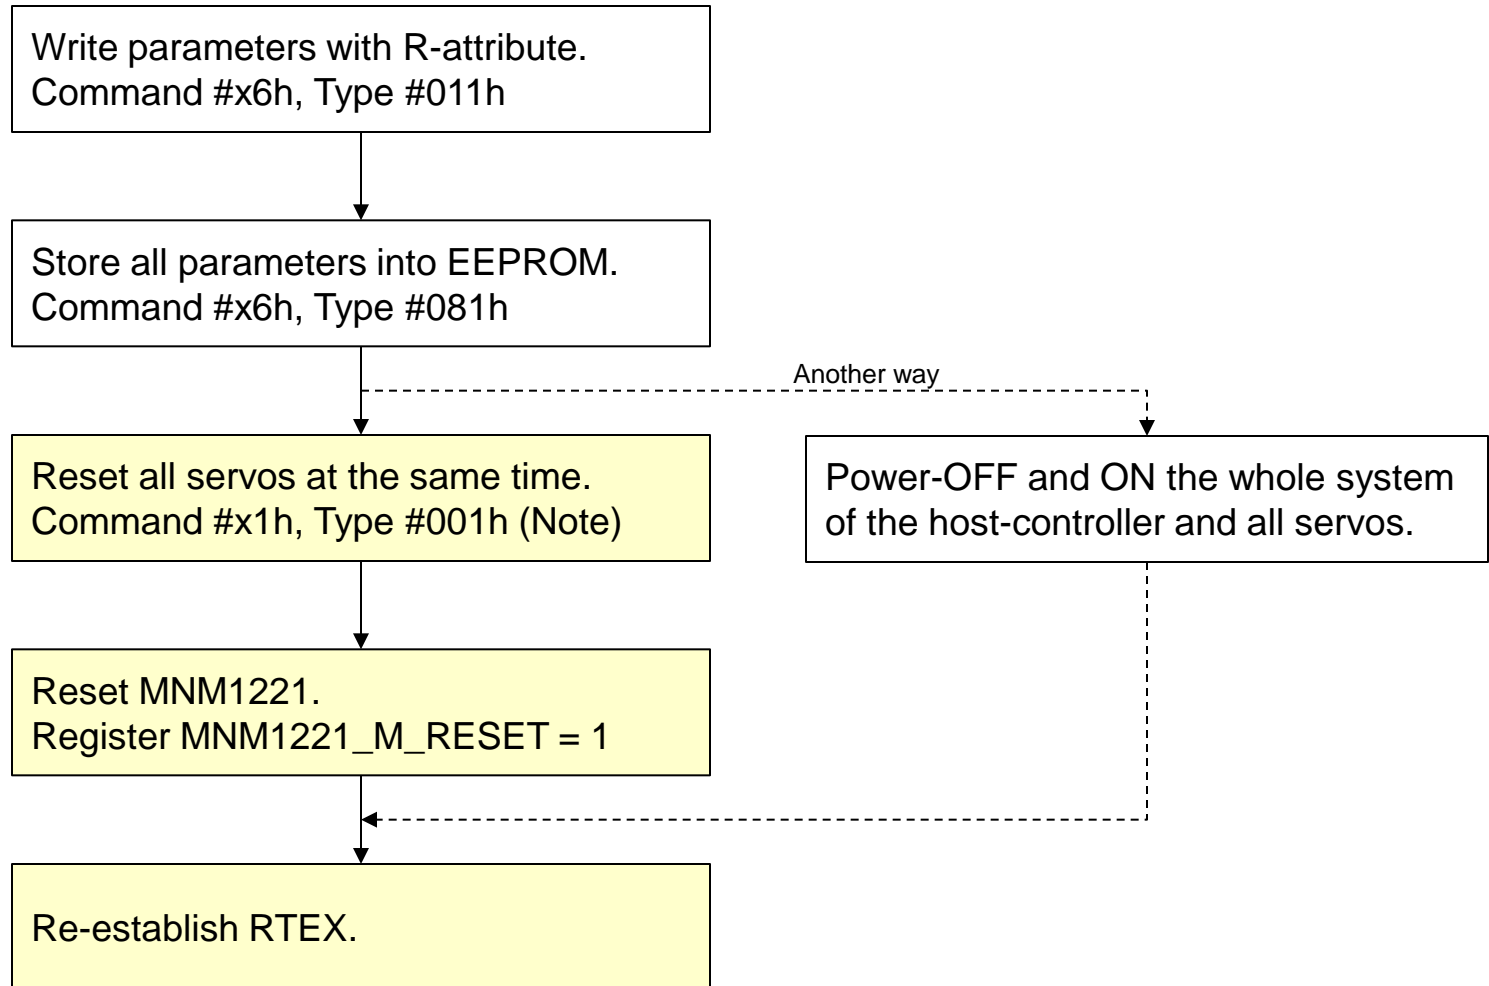 Write parameters with R-attribute.
Command #x6h, Type #011h
Store all parameters into EEPROM.
Command #x6h, Type #081h
Another way
Reset all servos at the same time.
Command #x1h, Type #001h (Note)
Power-OFF and ON the whole system
of the host-controller and all servos.
Reset MNM1221.
Register MNM1221_M_RESET = 1
Re-establish RTEX.